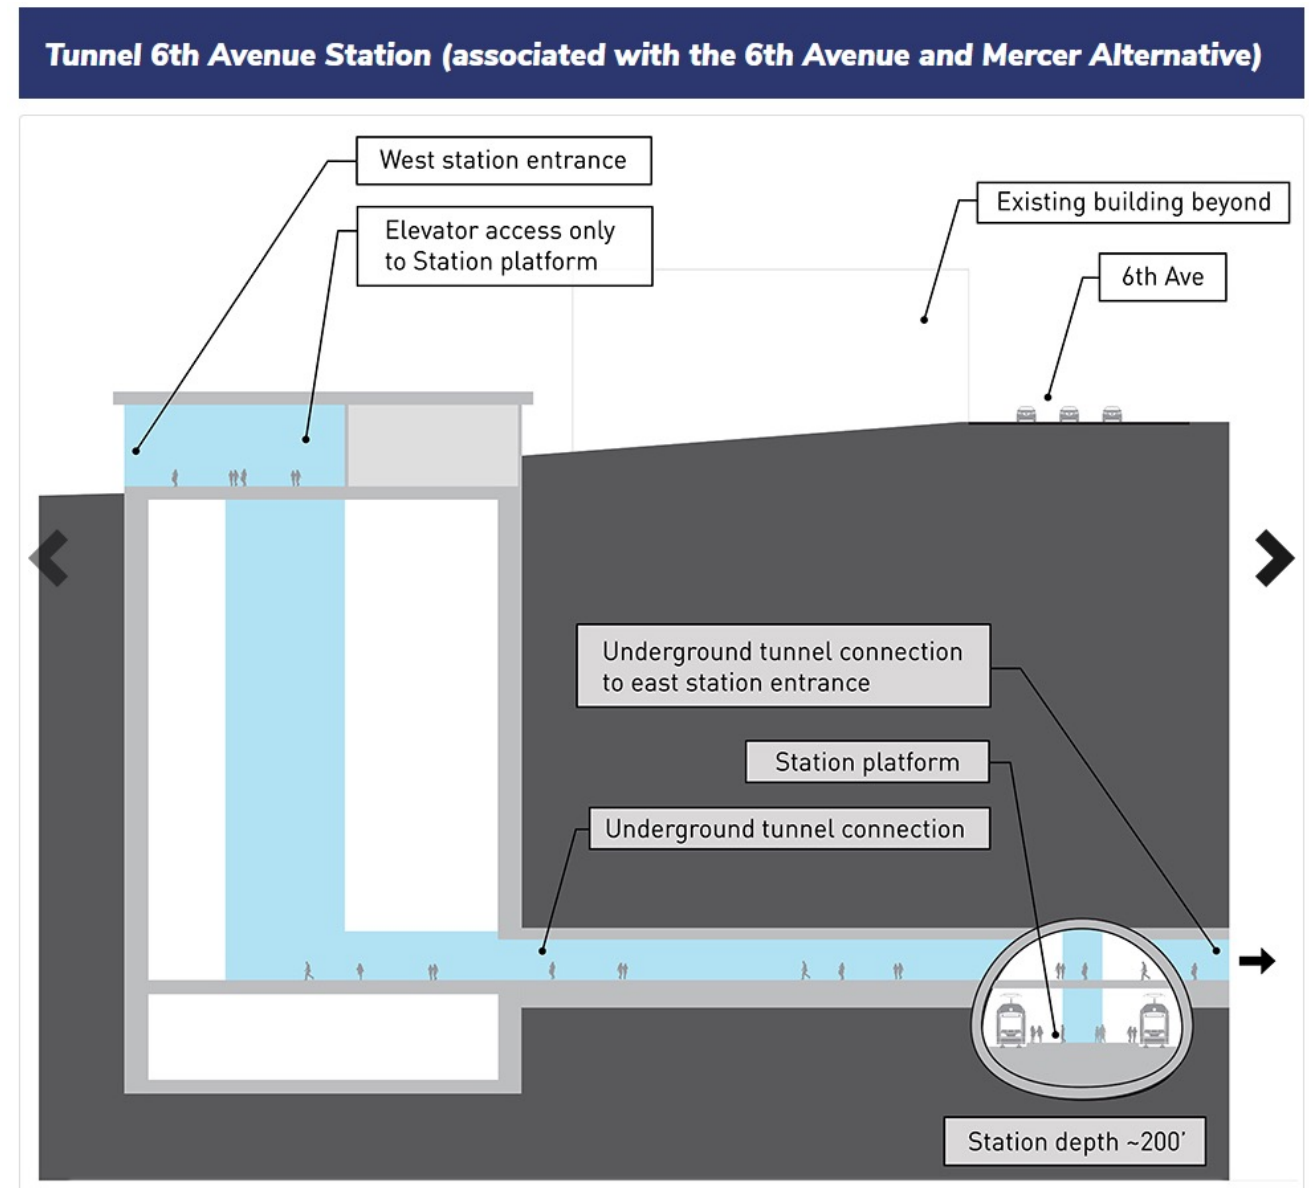 Tunnel 6th Avenue Station (associated with the 6th Avenue and Mercer Alternative)
West station entrance
Elevator access only
to Station platform
Existing building beyond
6th Ave
Underground tunnel connection
to east station entrance
Station platform
Underground tunnel connection
Station depth ~200’